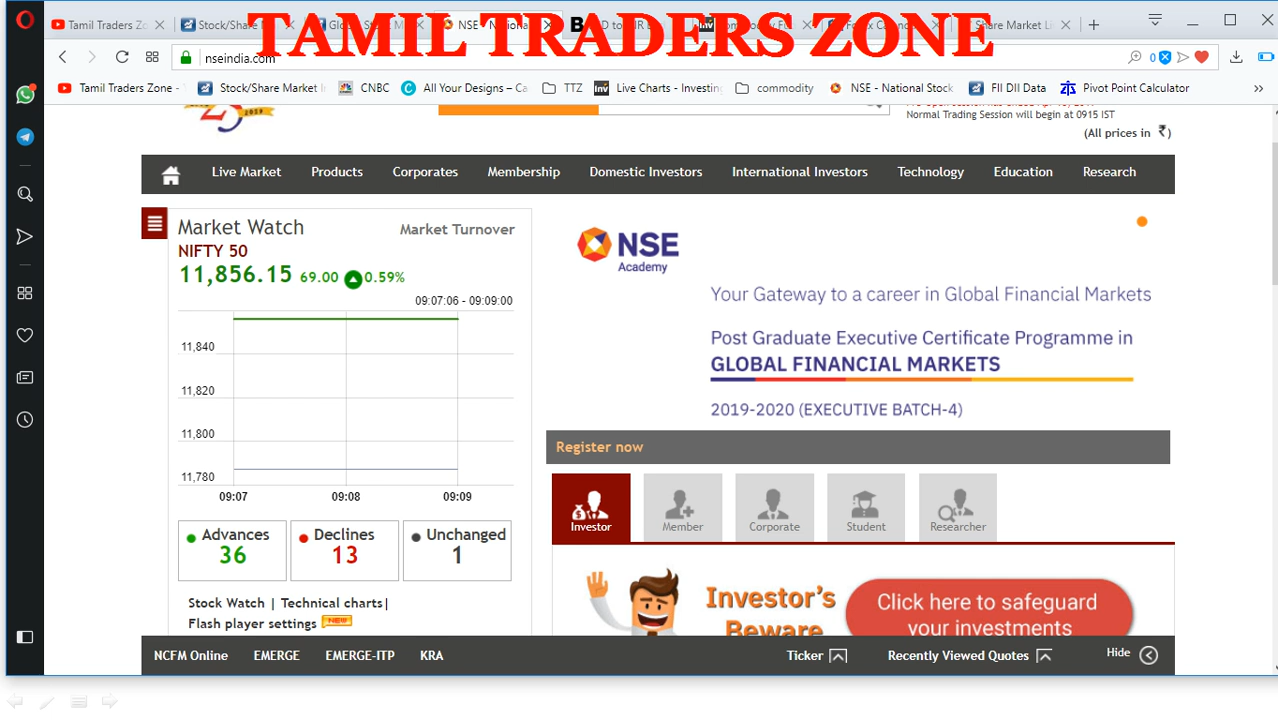 Tamil Traders Zo
Stock/Share
TAMIL TRADERS ZONE
nseindia.com
0
Tamil Traders Zone -
Stock/Share Market I
CNBC
All Your Designs – Ca
TTZ
Inv
Live Charts - Investing
commodity
NSE - National Stock
FII DII Data
Pivot Point Calculator
Normal Trading Session will begin at 0915 IST
(All prices in ₹)
Live Market
Products
Corporates
Membership
Domestic Investors
International Investors
Technology
Education
Research
Market Watch
Market Turnover
NIFTY 50
11,856.15 69.00 0.59%
09:07:06 - 09:09:00
11,840
11,820
11,800
11,780
09:07
09:08
09:09
Advances
36
Declines
13
Unchanged
1
Stock Watch | Technical charts|
Flash player settings NEW
NSE
Academy
Your Gateway to a career in Global Financial Markets
Post Graduate Executive Certificate Programme in
GLOBAL FINANCIAL MARKETS
2019-2020 (EXECUTIVE BATCH-4)
Register now
Investor
Member
Corporate
Student
Researcher
Investor's
Beware
Click here to safeguard
your investments
NCFM Online
EMERGE
EMERGE-ITP
KRA
Ticker
Recently Viewed Quotes
Hide